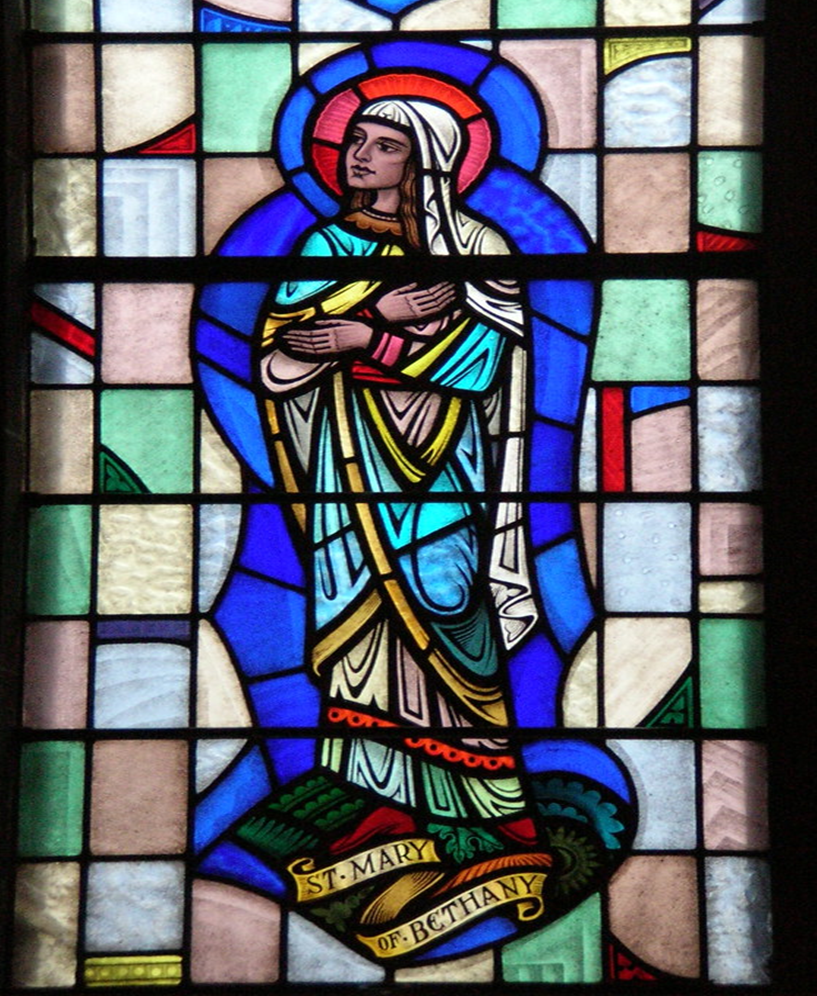 ST · MARY
OF · BETHANY